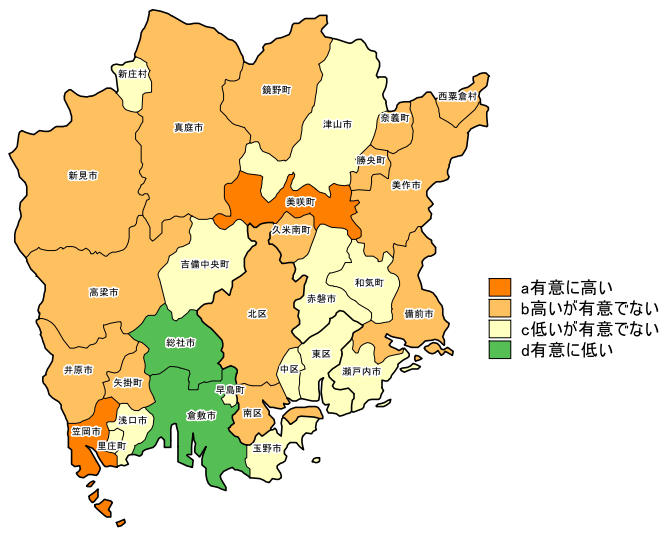 新庄村
鏡野町
西粟倉村
奈義町
津山市
真庭市
勝央町
新見市
美作市
美咲町
久米南町
吉備中央町
和気町
高梁市
赤磐市
北区
備前市
総社市
東区
中区
井原市
瀬戸内市
矢掛町
早島町
南区
倉敷市
浅口市
笠岡市
里庄町
玉野市
a有意に高い
b高いが有意でない
c低いが有意でない
d有意に低い